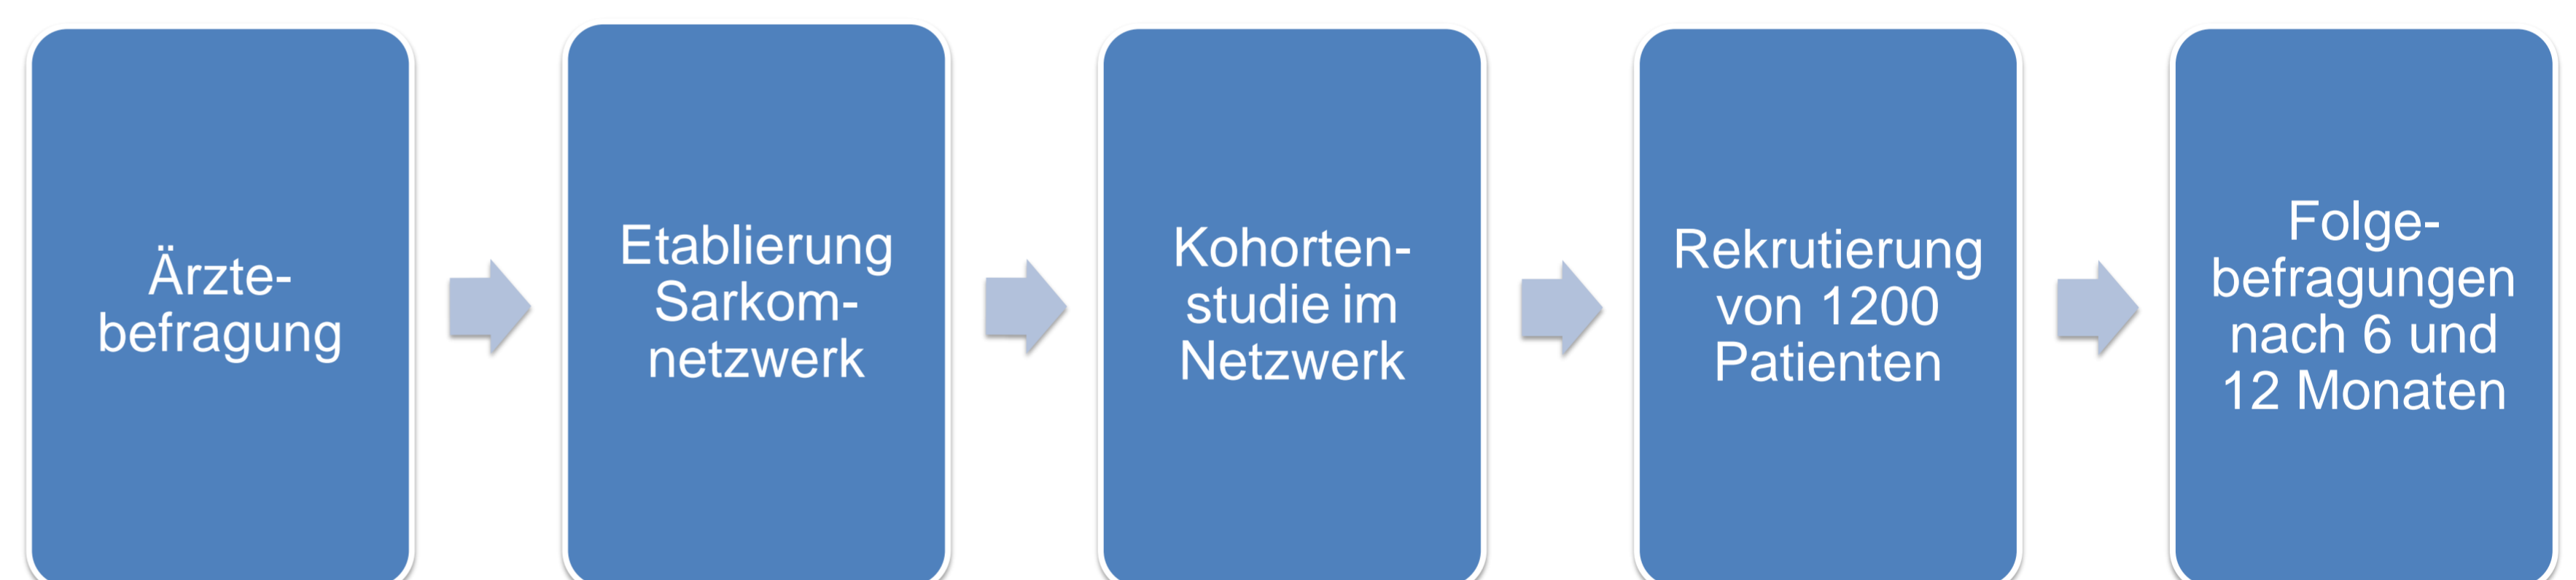 Ärzte-
befragung
Etablierung
Sarkom-
netzwerk
Kohorten-
studie im
Netzwerk
Rekrutierung
von 1200
Patienten
Folge-
befragungen
nach 6 und
12 Monaten